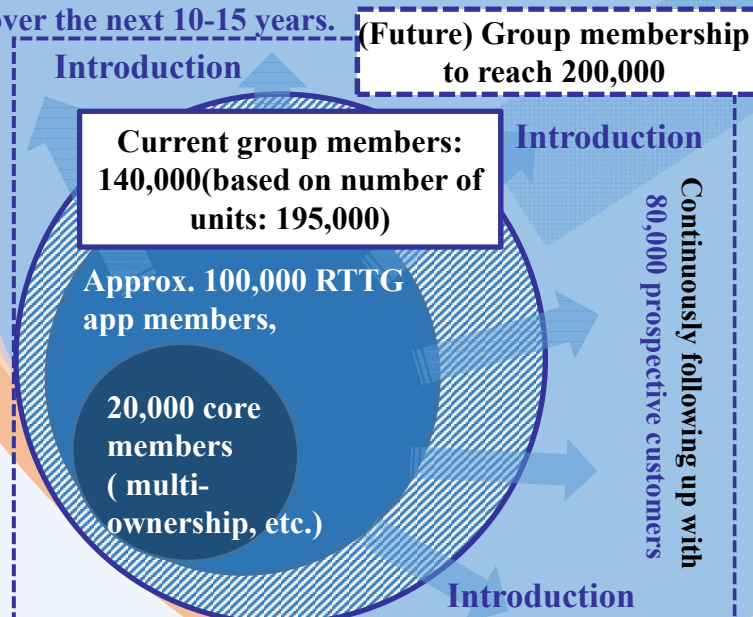 over the next 10-15 years.
(Future) Group membership
to reach 200,000
Introduction
Introduction
Current group members:
140,000(based on number of
units: 195,000)
Approx. 100,000 RTTG
app members,
20,000 core
members
( multi-
ownership, etc.)
Continuously following up with
80,000 prospective customers
Introduction